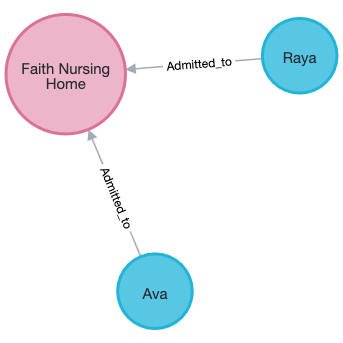 Faith Nursing
Home
Admitted_to
Raya
Admitted_to
Ava